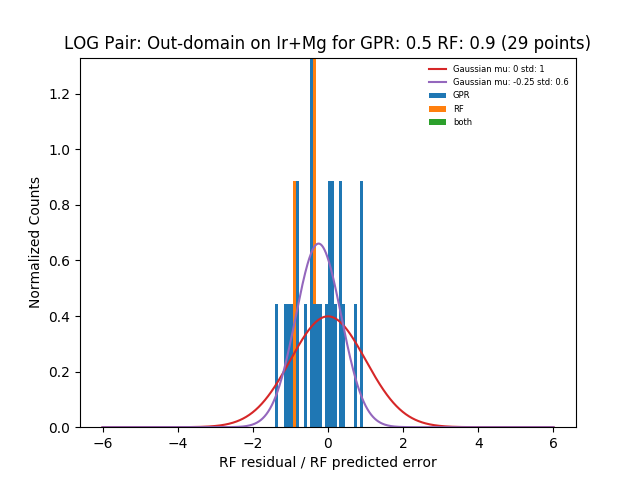 LOG Pair: Out-domain on Ir+Mg for GPR: 0.5 RF: 0.9 (29 points)
Gaussian mu: 0 std: 1
Gaussian mu: -0.25 std: 0.6
GPR
RF
both
Normalized Counts
1.2
1.0
0.8
0.6
0.4
0.2
0.0
−6
−4
−2
0
2
4
6
RF residual / RF predicted error